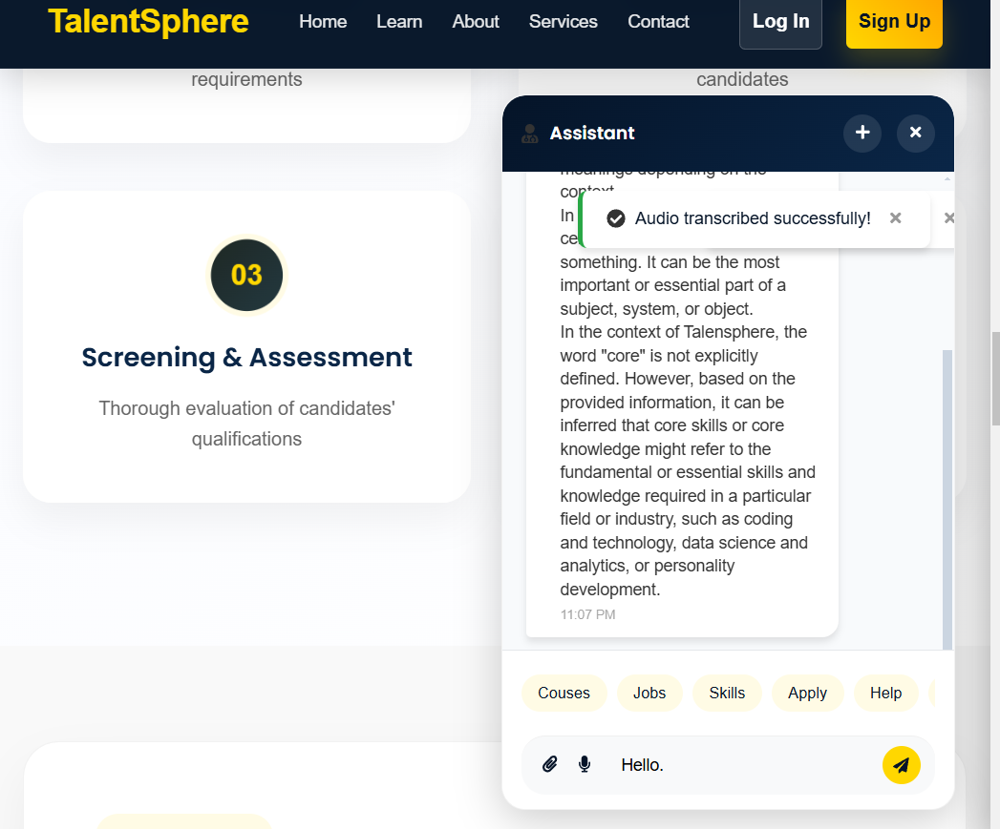 TalentSphere
Home Learn About Services Contact Log In Sign Up
requirements
candidates
03
Screening & Assessment
Thorough evaluation of candidates'
qualifications
Assistant
meanings depending on the
context.
Audio transcribed successfully!
In
ce
something. It can be the most
important or essential part of a
subject, system, or object.
In the context of Talensphere, the
word "core" is not explicitly
defined. However, based on the
provided information, it can be
inferred that core skills or core
knowledge might refer to the
fundamental or essential skills and
knowledge required in a particular
field or industry, such as coding
and technology, data science and
analytics, or personality
development.
11:07 PM
Couses Jobs Skills Apply Help
Hello.